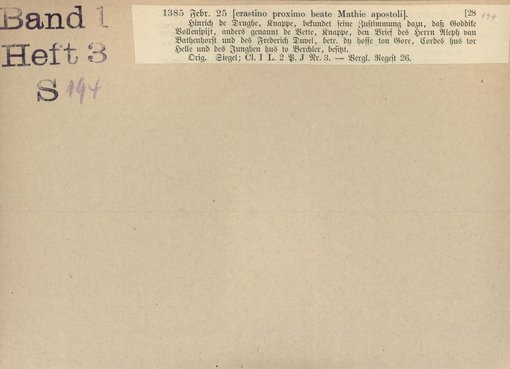 Band 1
Heft 3
S 194
1385 Febr. 25 [crastino proximo beate Mathie apostoli]. [28 194
Hinrich de Drughe, Knappe, bekundet seine Zustimmung dazu, daß Goddike
Vollenspist, anders genannt de Vette, Knappe, den Brief des Herrn Aleph van
Bathenhorst und des Frederich Duvel, betr. dy hoffe ton Gore, Cordes hus tor
Helle und des Junghen hus to Berchler, besitzt.
Orig. Siegel; Cl. I L. 2 P. J Nr. 3. — Vergl. Regest 26.